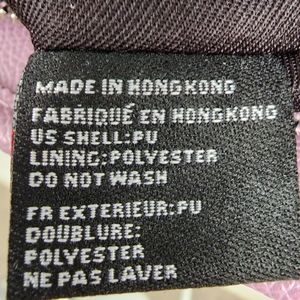 MADE IN HONGKONG
FABRIQUÉ EN HONGKONG
US SHELL:PU
LINING:POLYESTER
DO NOT WASH
FR EXTERIEUR:PU
DOUBLURE:
POLYESTER
NE PAS LAVER